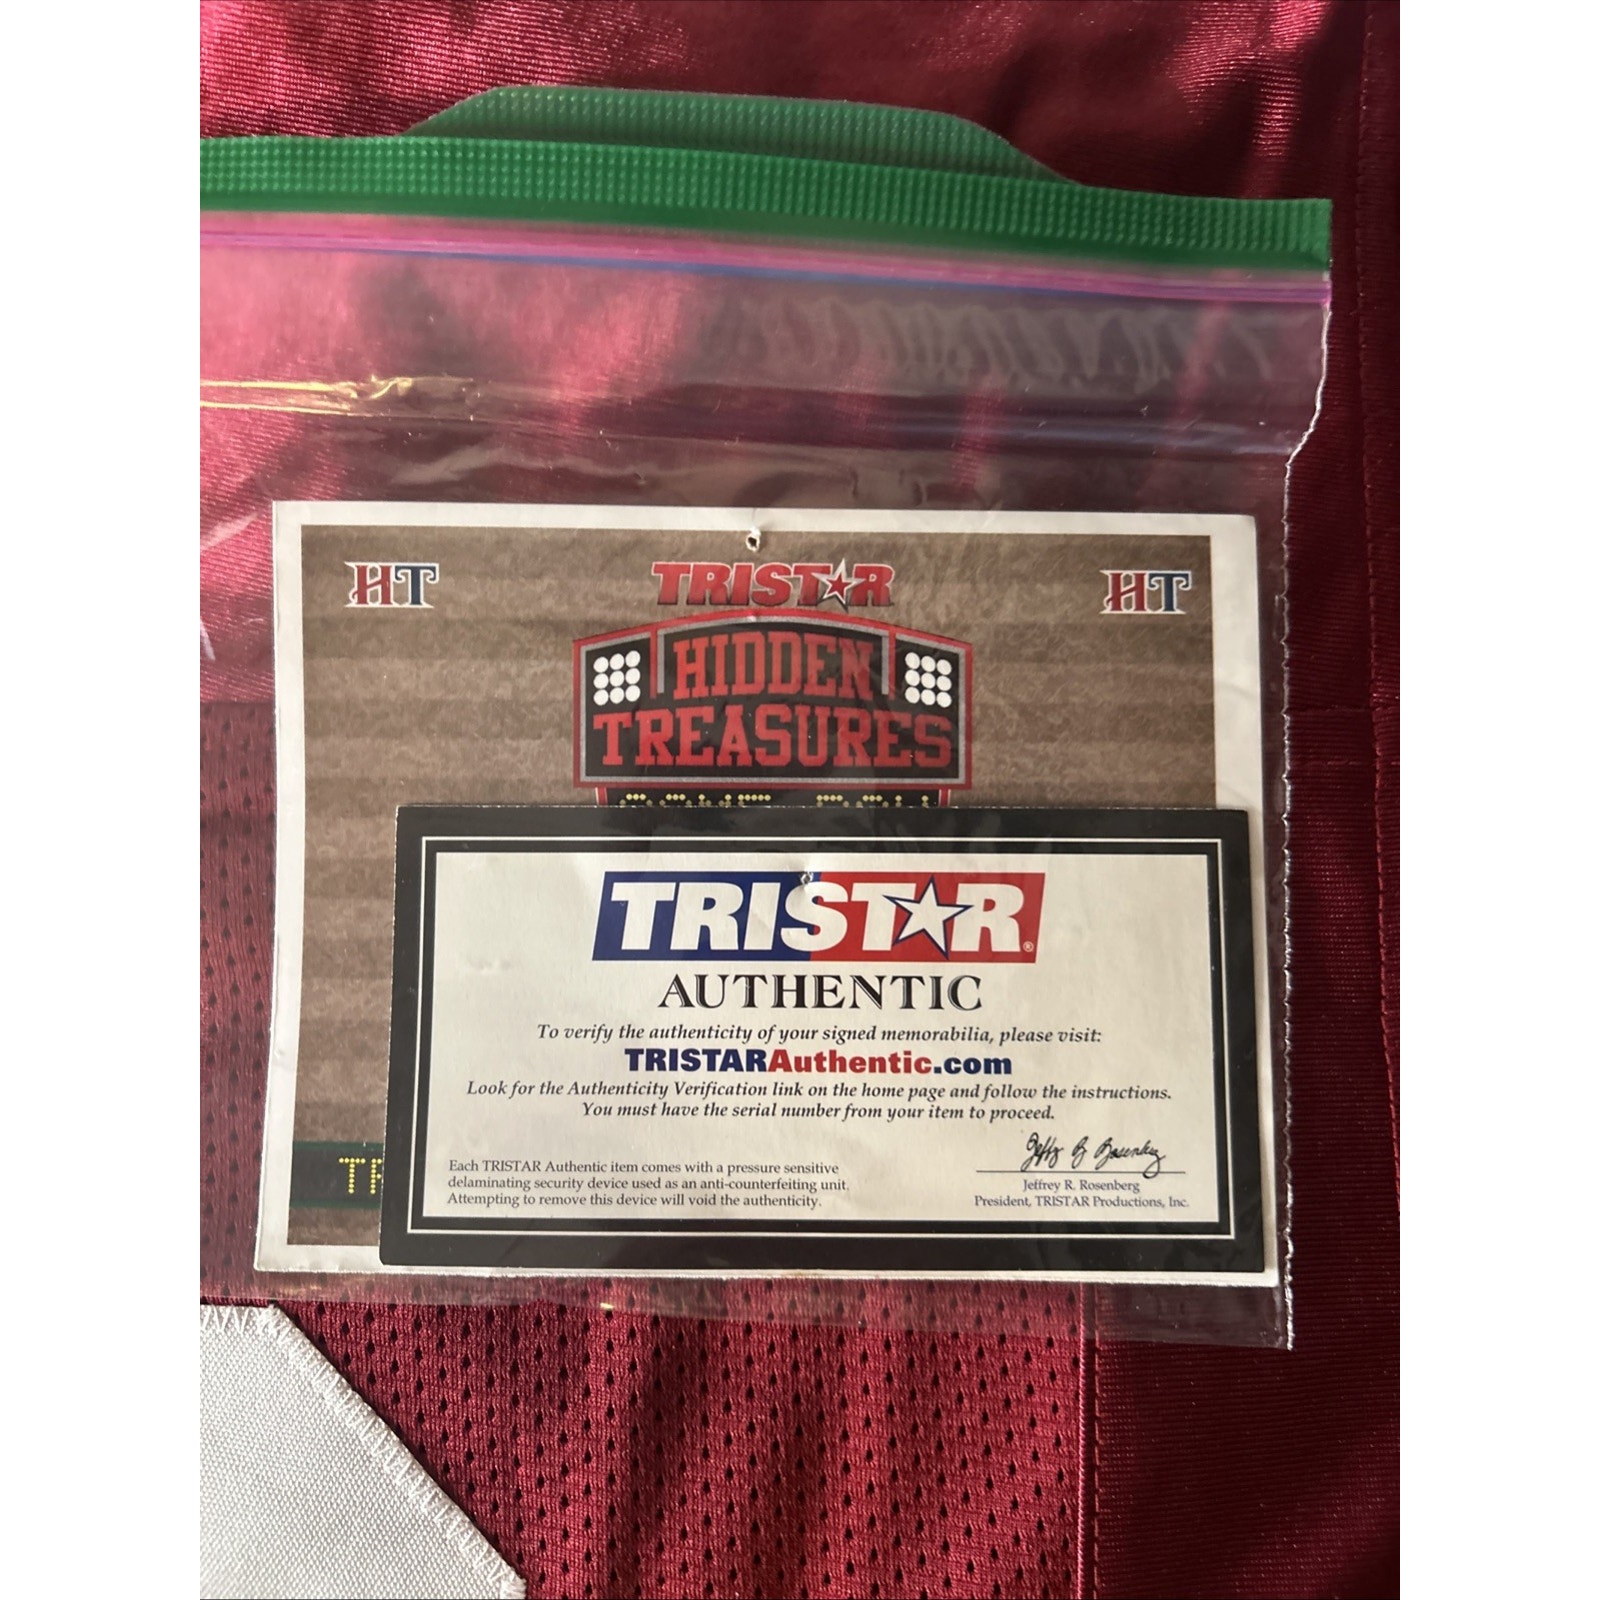 HT
TRISTAR
HT
HIDDEN
TREASURES
TRISTAR®
AUTHENTIC
To verify the authenticity of your signed memorabilia, please visit:
TRISTARAuthentic.com
Look for the Authenticity Verification link on the home page and follow the instructions.
You must have the serial number from your item to proceed.
Each TRISTAR Authentic item comes with a pressure sensitive
delaminating security device used as an anti-counterfeiting unit.
Attempting to remove this device will void the authenticity.
Jeffrey R. Rosenberg
President, TRISTAR Productions, Inc.